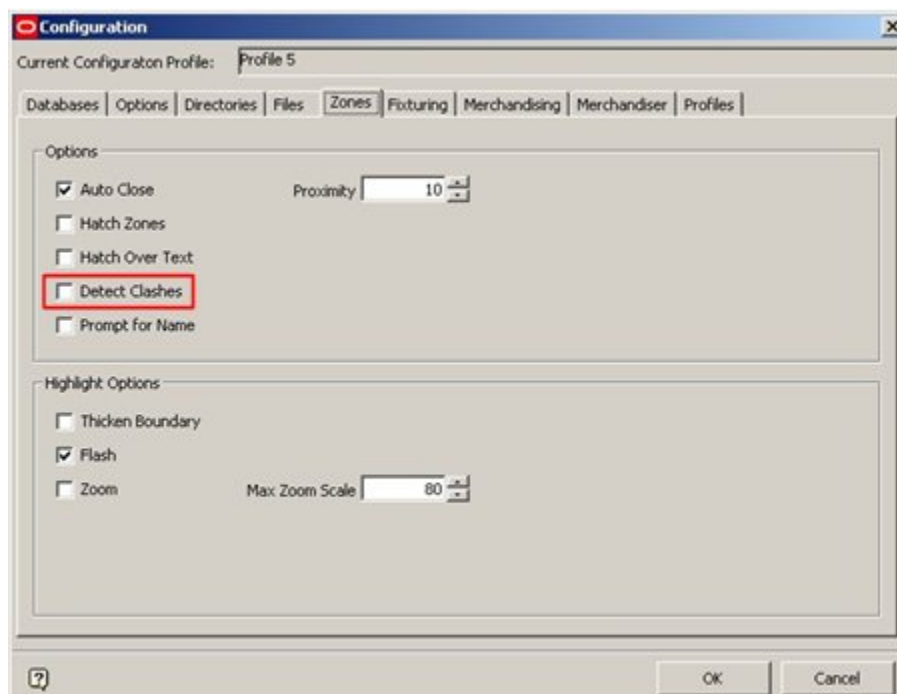 Configuration
Current Configuraton Profile: Profile 5
Databases Options Directories Files Zones Fixturing Merchandising Merchandiser Profiles
Options
Auto Close Proximity 10
Hatch Zones
Hatch Over Text
Detect Clashes
Prompt for Name
Highlight Options
Thicken Boundary
Flash
Zoom Max Zoom Scale 80
? OK Cancel